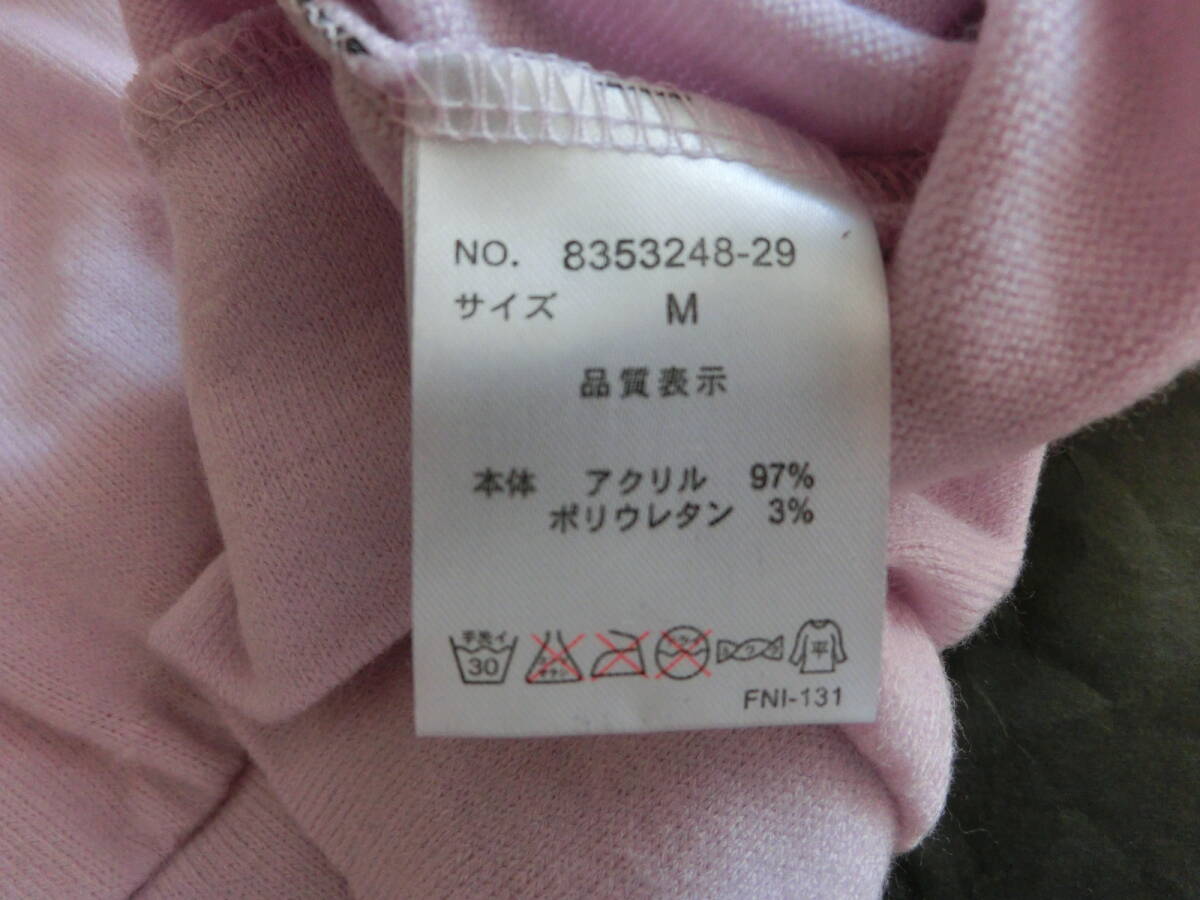 NO. 8353248-29
サイズ M
品質表示
本体 アクリル 97%
ポリウレタン 3%
手洗イ
30
平
FNI-131